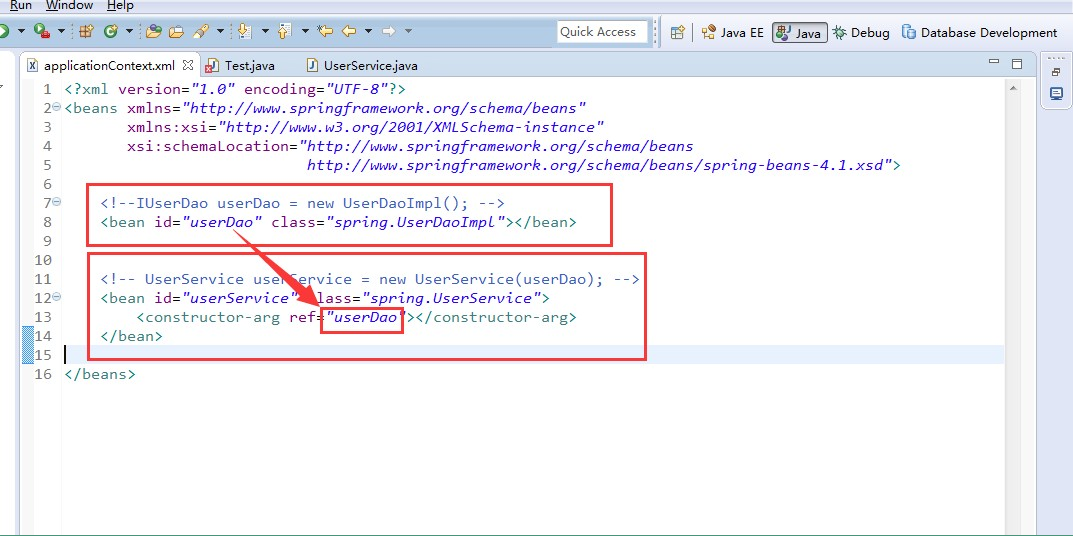 Run Window Help
Quick Access Java EE Java Debug Database Development
applicationContext.xml Test.java UserService.java
1 <?xml version="1.0" encoding="UTF-8"?>
2 <beans xmlns="http://www.springframework.org/schema/beans"
3 xmlns:xsi="http://www.w3.org/2001/XMLSchema-instance"
4 xsi:schemaLocation="http://www.springframework.org/schema/beans
5 http://www.springframework.org/schema/beans/spring-beans-4.1.xsd">
6
7 <!--IUserDao userDao = new UserDaoImpl(); -->
8 <bean id="userDao" class="spring.UserDaoImpl"></bean>
9
10
11 <!-- UserService userService = new UserService(userDao); -->
12 <bean id="userService" class="spring.UserService">
13 <constructor-arg ref="userDao"></constructor-arg>
14 </bean>
15
16 </beans>